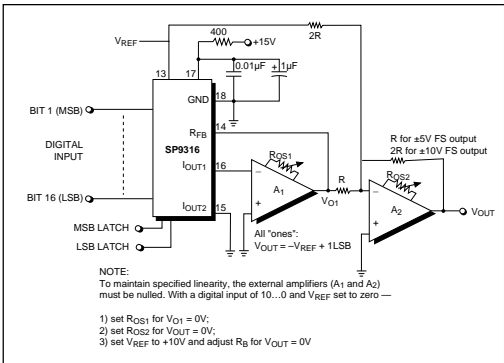 400
2R
VREF
+15V
13
17
0.01µF
+
1µF
BIT 1 (MSB)
GND
18
RFB
14
R for ±5V FS output
2R for ±10V FS output
DIGITAL
INPUT
SP9316
ROS1
IOUT1
16
–
A1
+
R
VO1
ROS2
–
A2
+
VOUT
BIT 16 (LSB)
IOUT2
15
MSB LATCH
LSB LATCH
All "ones":
VOUT = –VREF + 1LSB
NOTE:
To maintain specified linearity, the external amplifiers (A1 and A2)
must be nulled. With a digital input of 10…0 and VREF set to zero —
1) set ROS1 for VO1 = 0V;
2) set ROS2 for VOUT = 0V;
3) set VREF to +10V and adjust RB for VOUT = 0V